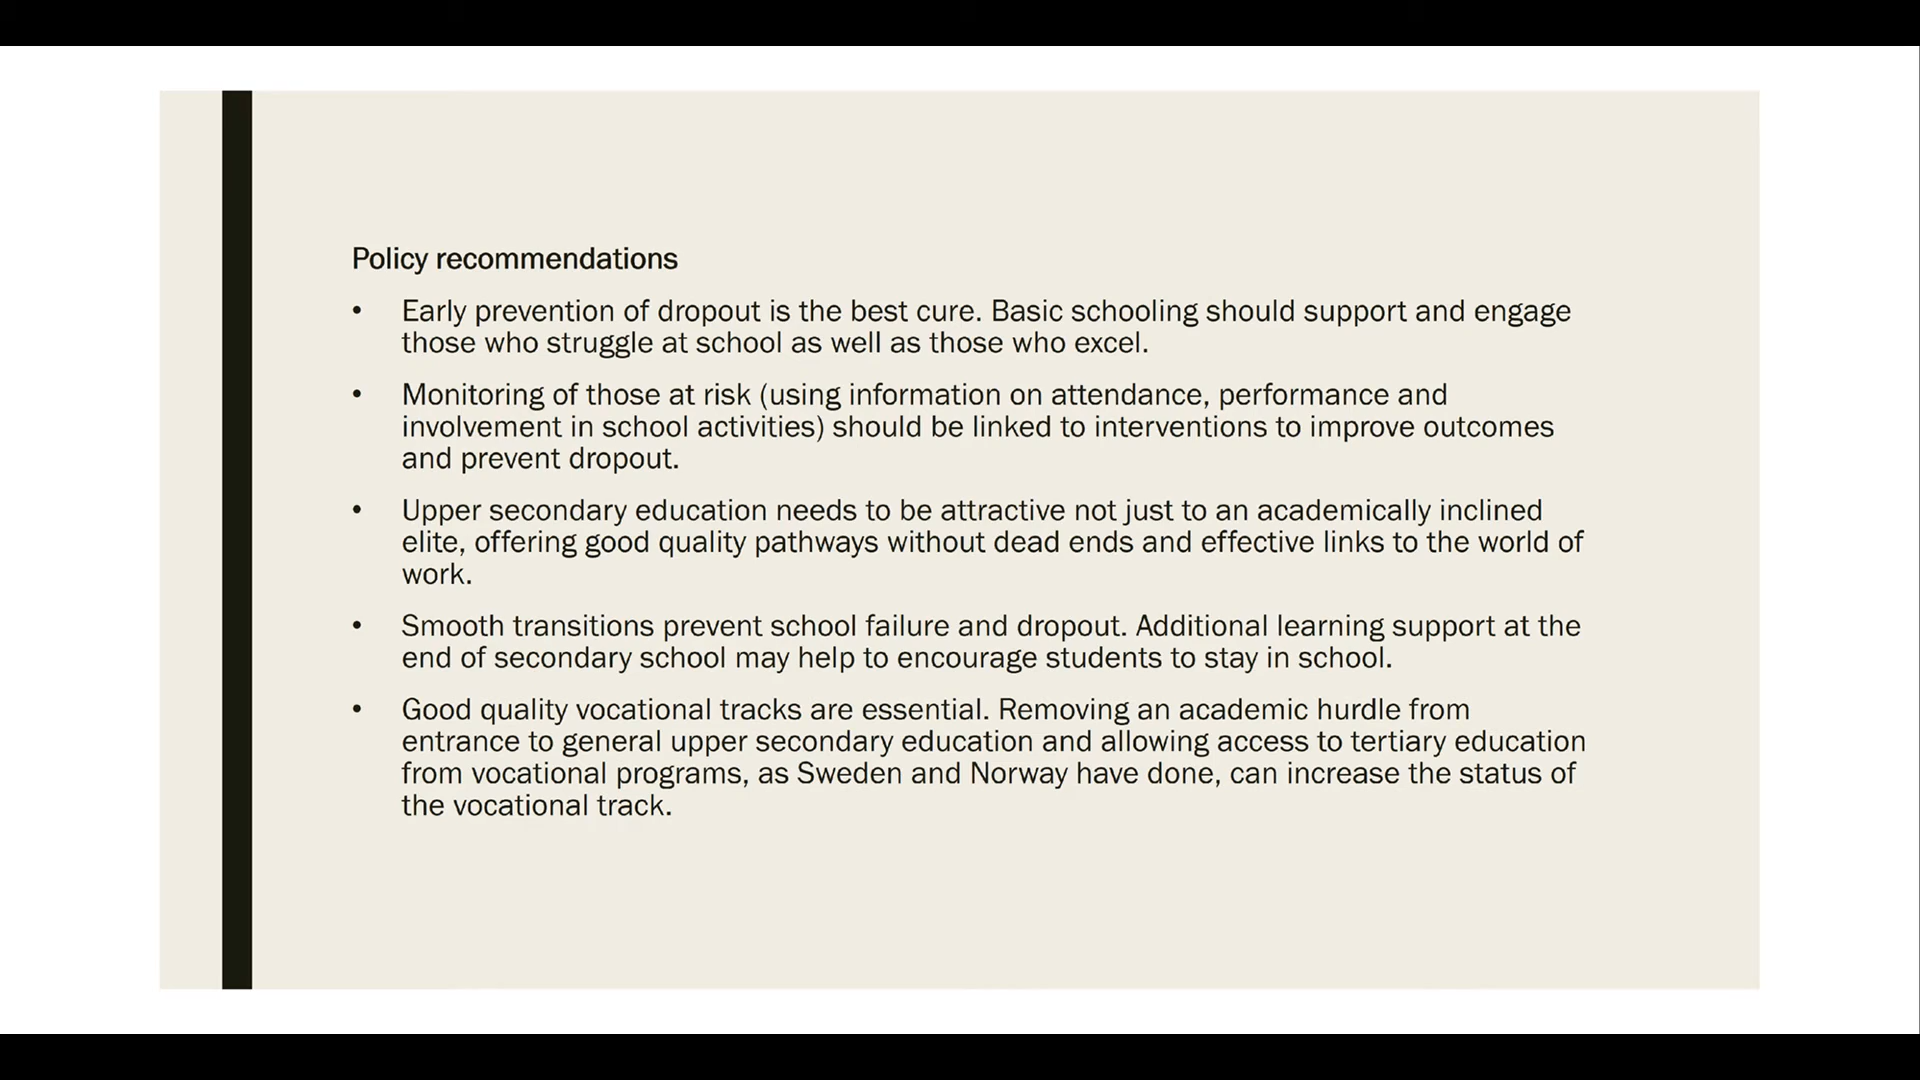 Policy recommendations
• Early prevention of dropout is the best cure. Basic schooling should support and engage
those who struggle at school as well as those who excel.
• Monitoring of those at risk (using information on attendance, performance and
involvement in school activities) should be linked to interventions to improve outcomes
and prevent dropout.
• Upper secondary education needs to be attractive not just to an academically inclined
elite, offering good quality pathways without dead ends and effective links to the world of
work.
• Smooth transitions prevent school failure and dropout. Additional learning support at the
end of secondary school may help to encourage students to stay in school.
• Good quality vocational tracks are essential. Removing an academic hurdle from
entrance to general upper secondary education and allowing access to tertiary education
from vocational programs, as Sweden and Norway have done, can increase the status of
the vocational track.